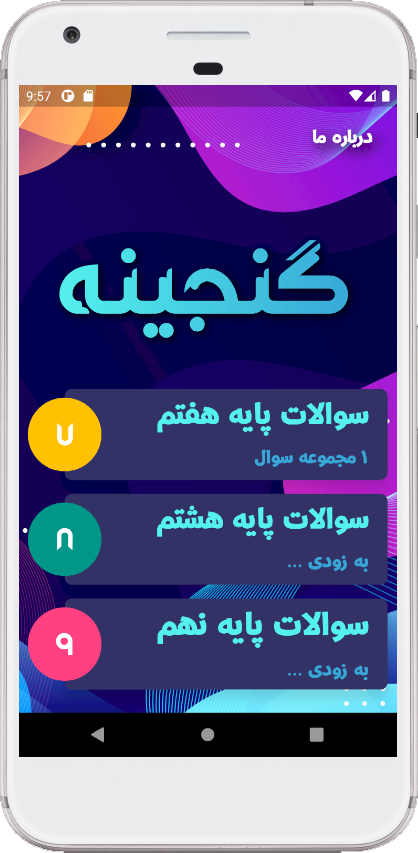 9:57
درباره ما
گنجینه
سوالات پایه هفتم
۱ مجموعه سوال
۷
سوالات پایه هشتم
به زودی ...
۸
سوالات پایه نهم
به زودی ...
۹